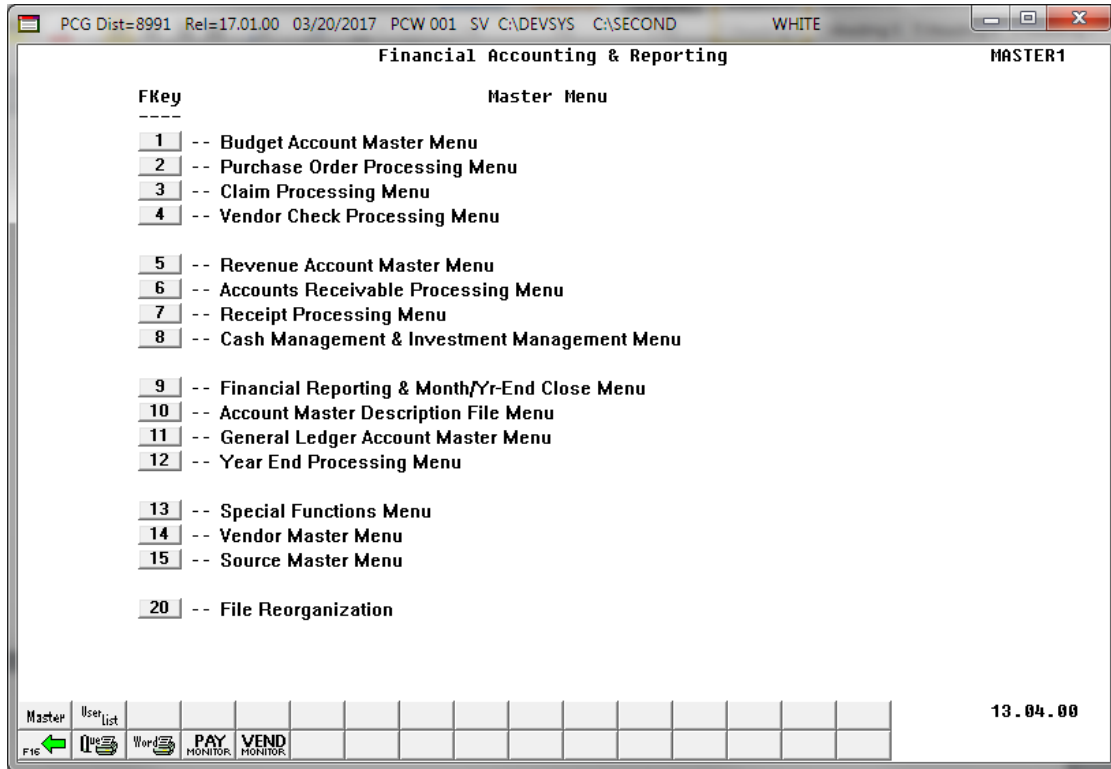 PCG Dist=8991 Rel=17.01.00 03/20/2017 PCW 001 SV C:\DEVSYS C:\SECOND WHITE
Financial Accounting & Reporting MASTER1
FKey Master Menu
----
1 -- Budget Account Master Menu
2 -- Purchase Order Processing Menu
3 -- Claim Processing Menu
4 -- Vendor Check Processing Menu
5 -- Revenue Account Master Menu
6 -- Accounts Receivable Processing Menu
7 -- Receipt Processing Menu
8 -- Cash Management & Investment Management Menu
9 -- Financial Reporting & Month/Yr-End Close Menu
10 -- Account Master Description File Menu
11 -- General Ledger Account Master Menu
12 -- Year End Processing Menu
13 -- Special Functions Menu
14 -- Vendor Master Menu
15 -- Source Master Menu
20 -- File Reorganization
Master User List 13.04.00
F16 Que Word PAY MONITOR VEND MONITOR